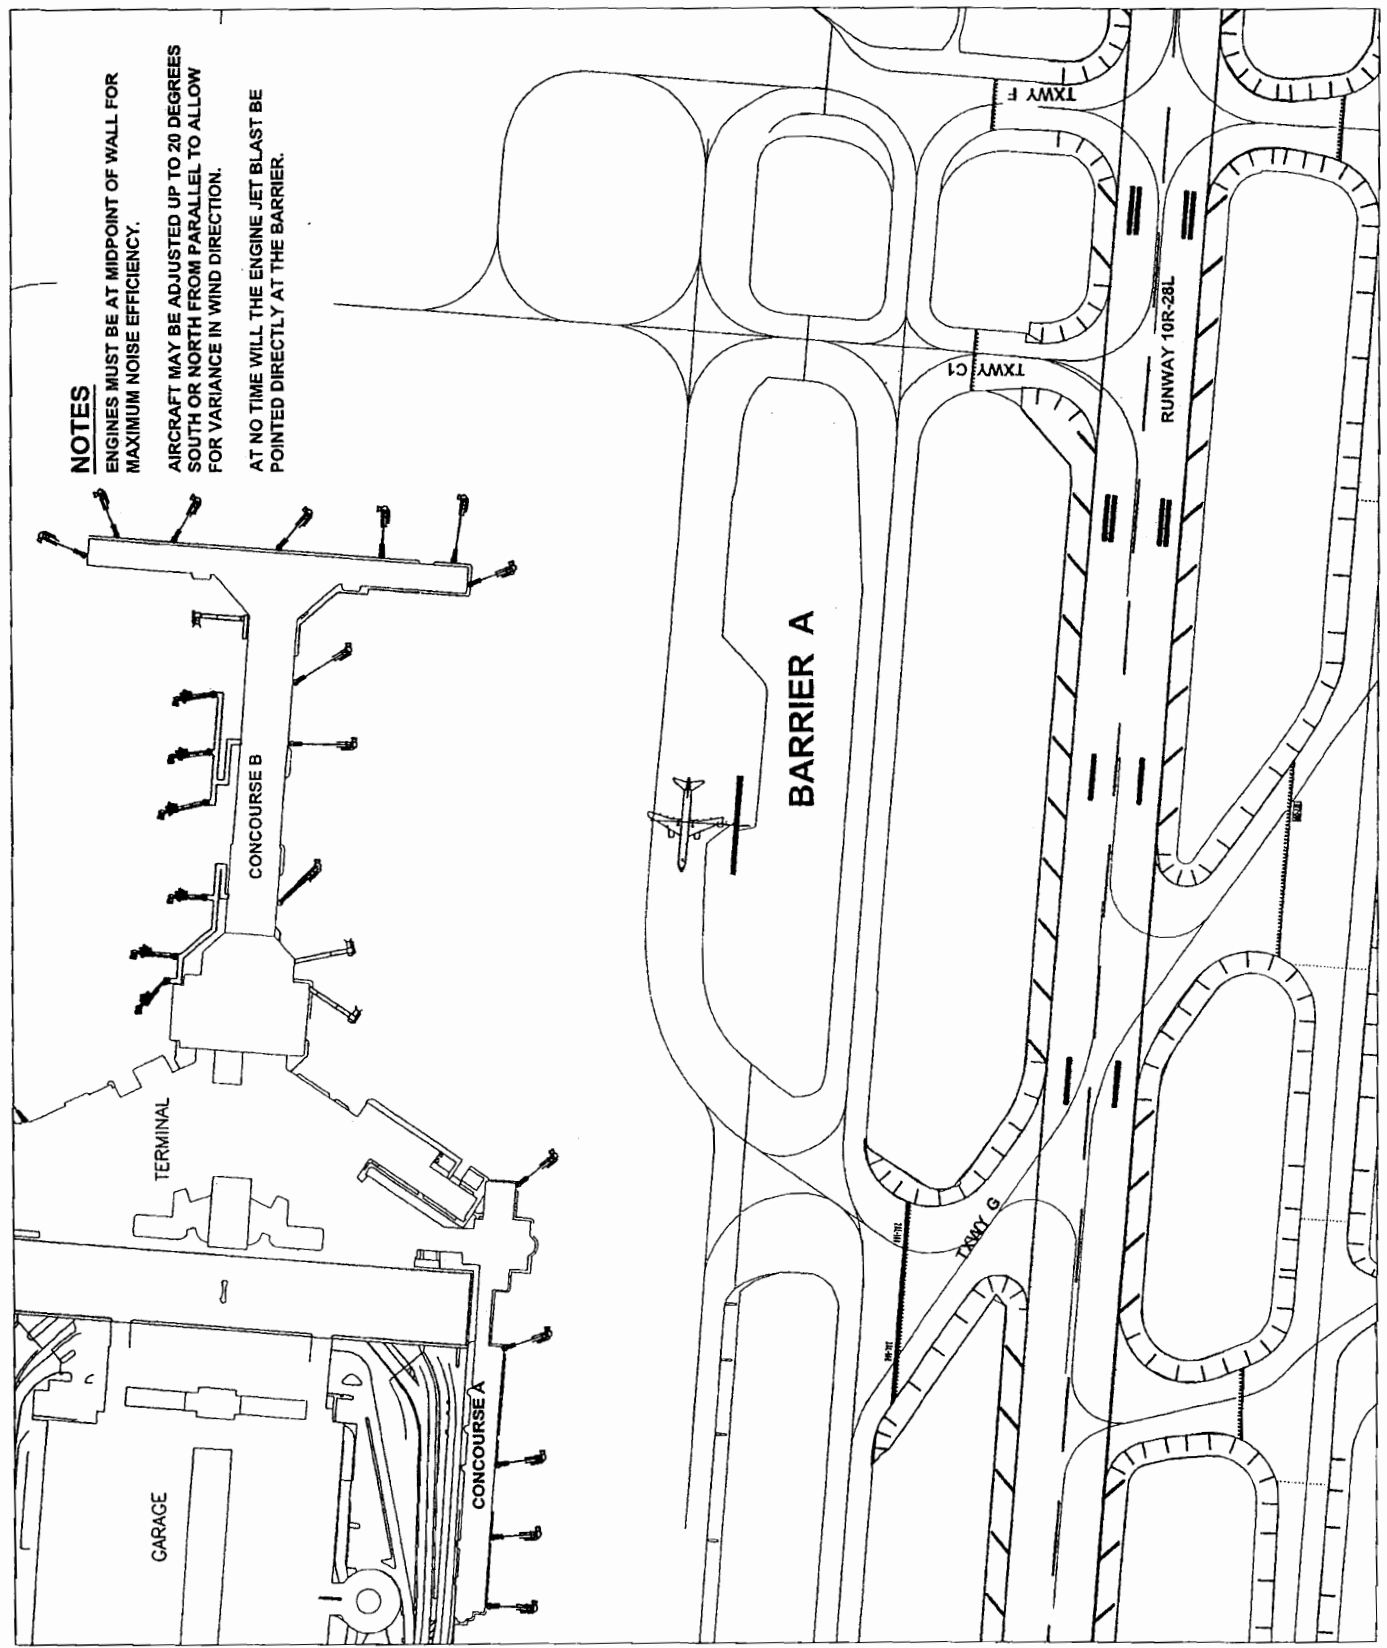 NOTES
ENGINES MUST BE AT MIDPOINT OF WALL FOR
MAXIMUM NOISE EFFICIENCY.
AIRCRAFT MAY BE ADJUSTED UP TO 20 DEGREES
SOUTH OR NORTH FROM PARALLEL TO ALLOW
FOR VARIANCE IN WIND DIRECTION.
AT NO TIME WILL THE ENGINE JET BLAST BE
POINTED DIRECTLY AT THE BARRIER.
CONCOURSE B
TERMINAL
GARAGE
CONCOURSE A
BARRIER A
TXWY F
TXWY C1
RUNWAY 10R-28L
TXWY G